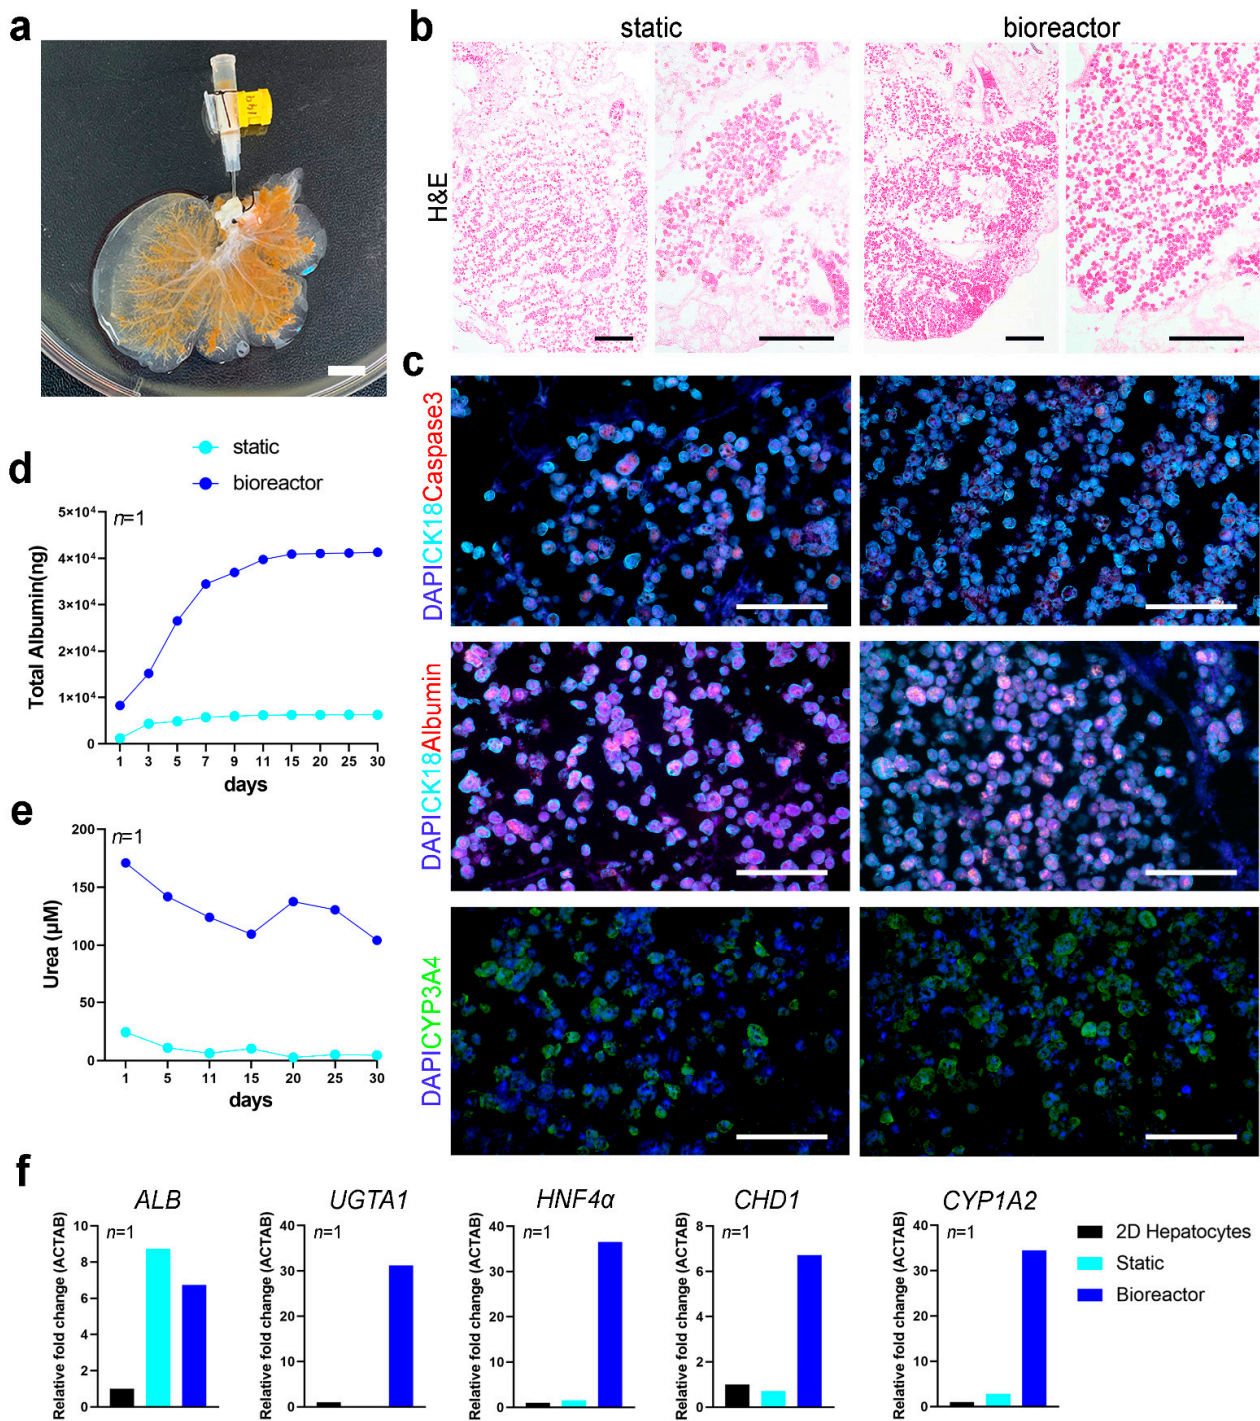 a
b
static
bioreactor
H&E
c
DAPICK18Caspase3
DAPICK18Albumin
DAPICYP3A4
static
bioreactor
d
n=1
Total Albumin(ng)
5×10⁴
4×10⁴
3×10⁴
2×10⁴
1×10⁴
0
1 3 5 7 9 11 15 20 25 30
days
e
n=1
Urea (µM)
200
150
100
50
0
1 5 11 15 20 25 30
days
f
ALB
n=1
Relative fold change (ACTAB)
10
8
6
4
2
0
UGTA1
n=1
Relative fold change (ACTAB)
40
30
20
10
0
HNF4α
n=1
Relative fold change (ACTAB)
40
30
20
10
0
CHD1
n=1
Relative fold change (ACTAB)
8
6
4
2
0
CYP1A2
n=1
Relative fold change (ACTAB)
40
30
20
10
0
2D Hepatocytes
Static
Bioreactor